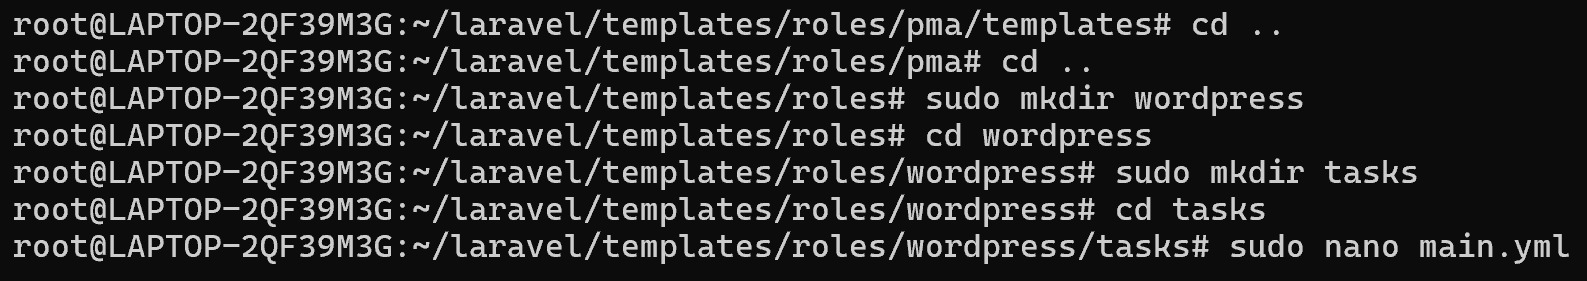 root@LAPTOP-2QF39M3G:~/laravel/templates/roles/pma/templates# cd ..
root@LAPTOP-2QF39M3G:~/laravel/templates/roles/pma# cd ..
root@LAPTOP-2QF39M3G:~/laravel/templates/roles# sudo mkdir wordpress
root@LAPTOP-2QF39M3G:~/laravel/templates/roles# cd wordpress
root@LAPTOP-2QF39M3G:~/laravel/templates/roles/wordpress# sudo mkdir tasks
root@LAPTOP-2QF39M3G:~/laravel/templates/roles/wordpress# cd tasks
root@LAPTOP-2QF39M3G:~/laravel/templates/roles/wordpress/tasks# sudo nano main.yml